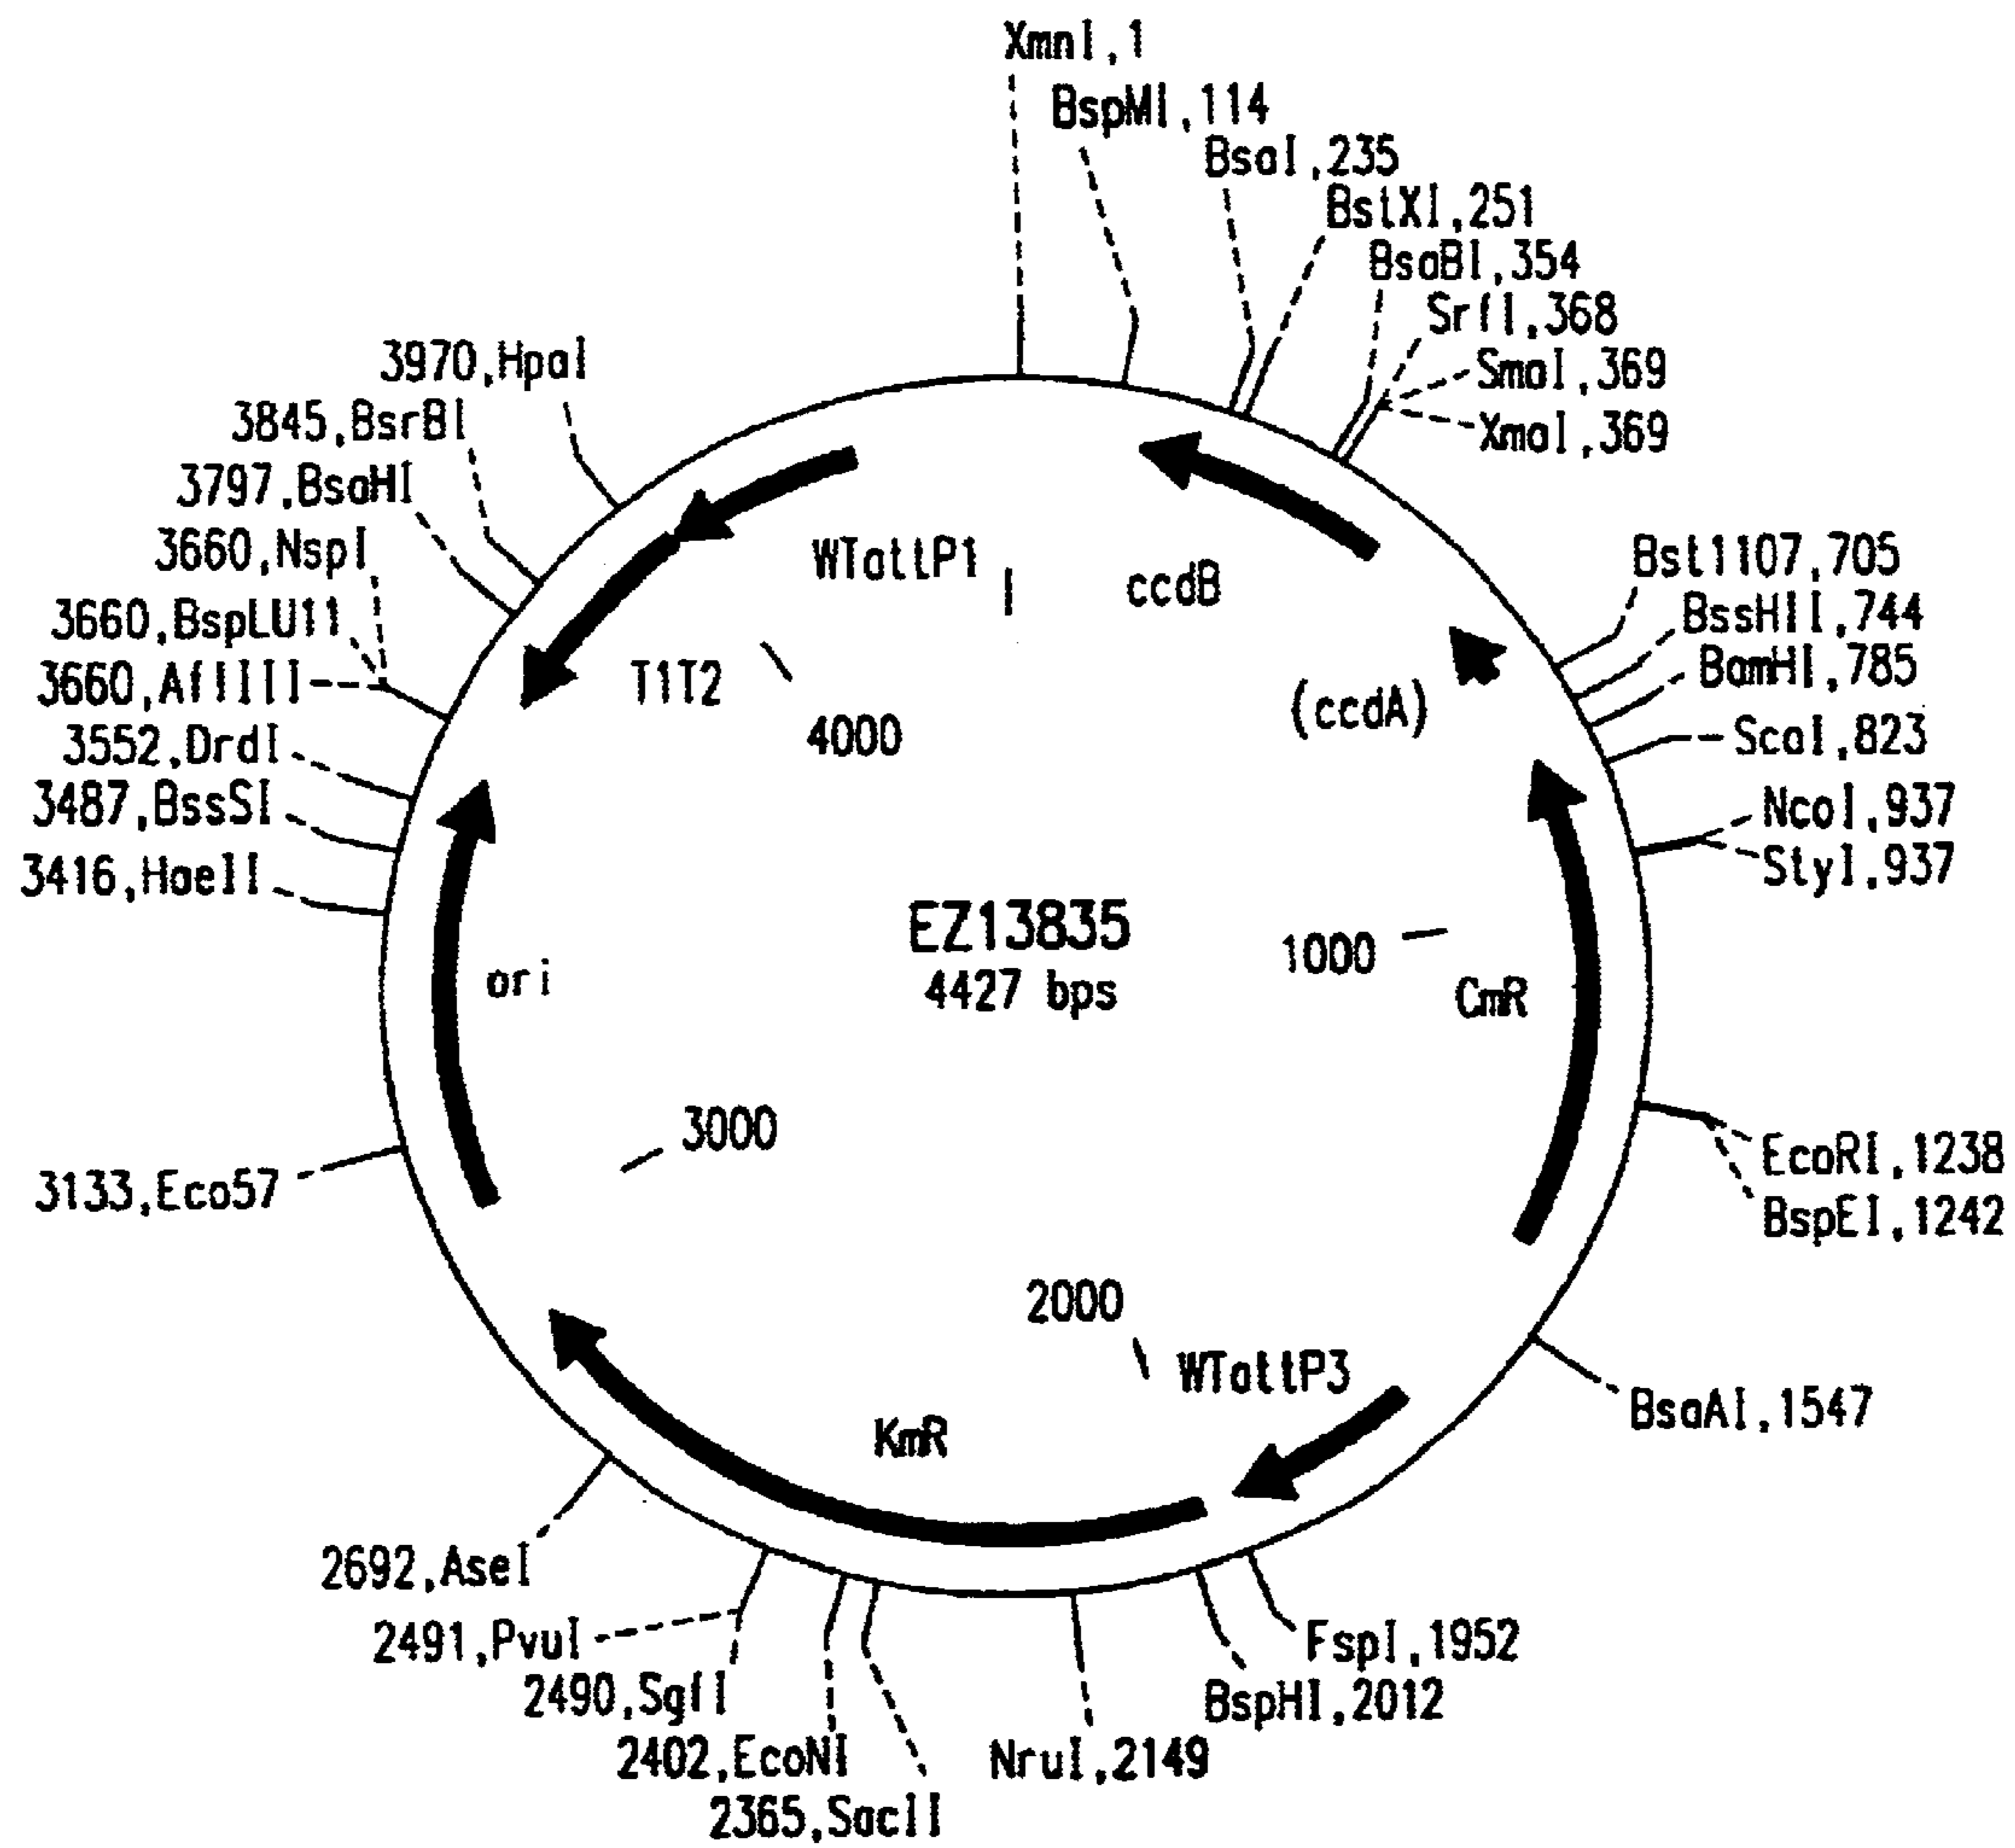 XmnI,1
BspMI,114
BsaI,235
BstXI,251
BsaBI,354
SrfI,368
SmaI,369
XmaI,369
3970,HpaI
3845,BsrBI
3797,BsaHI
3660,NspI
3660,BspLU11
3660,AflIII
3552,DrdI
3487,BssSI
3416,HaeII
3133,Eco57
Bst1107,705
BssHII,744
BamHI,785
ScaI,823
NcoI,937
StyI,937
EcoRI,1238
BspEI,1242
BsaAI,1547
WTattP1
ccdB
T1T2
(ccdA)
4000
EZ13835
4427 bps
1000
CmR
ori
3000
2000
WTattP3
KmR
2692,AseI
2491,PvuI
2490,SgfI
2402,EcoNI
2365,SacII
NruI,2149
BspHI,2012
FspI,1952